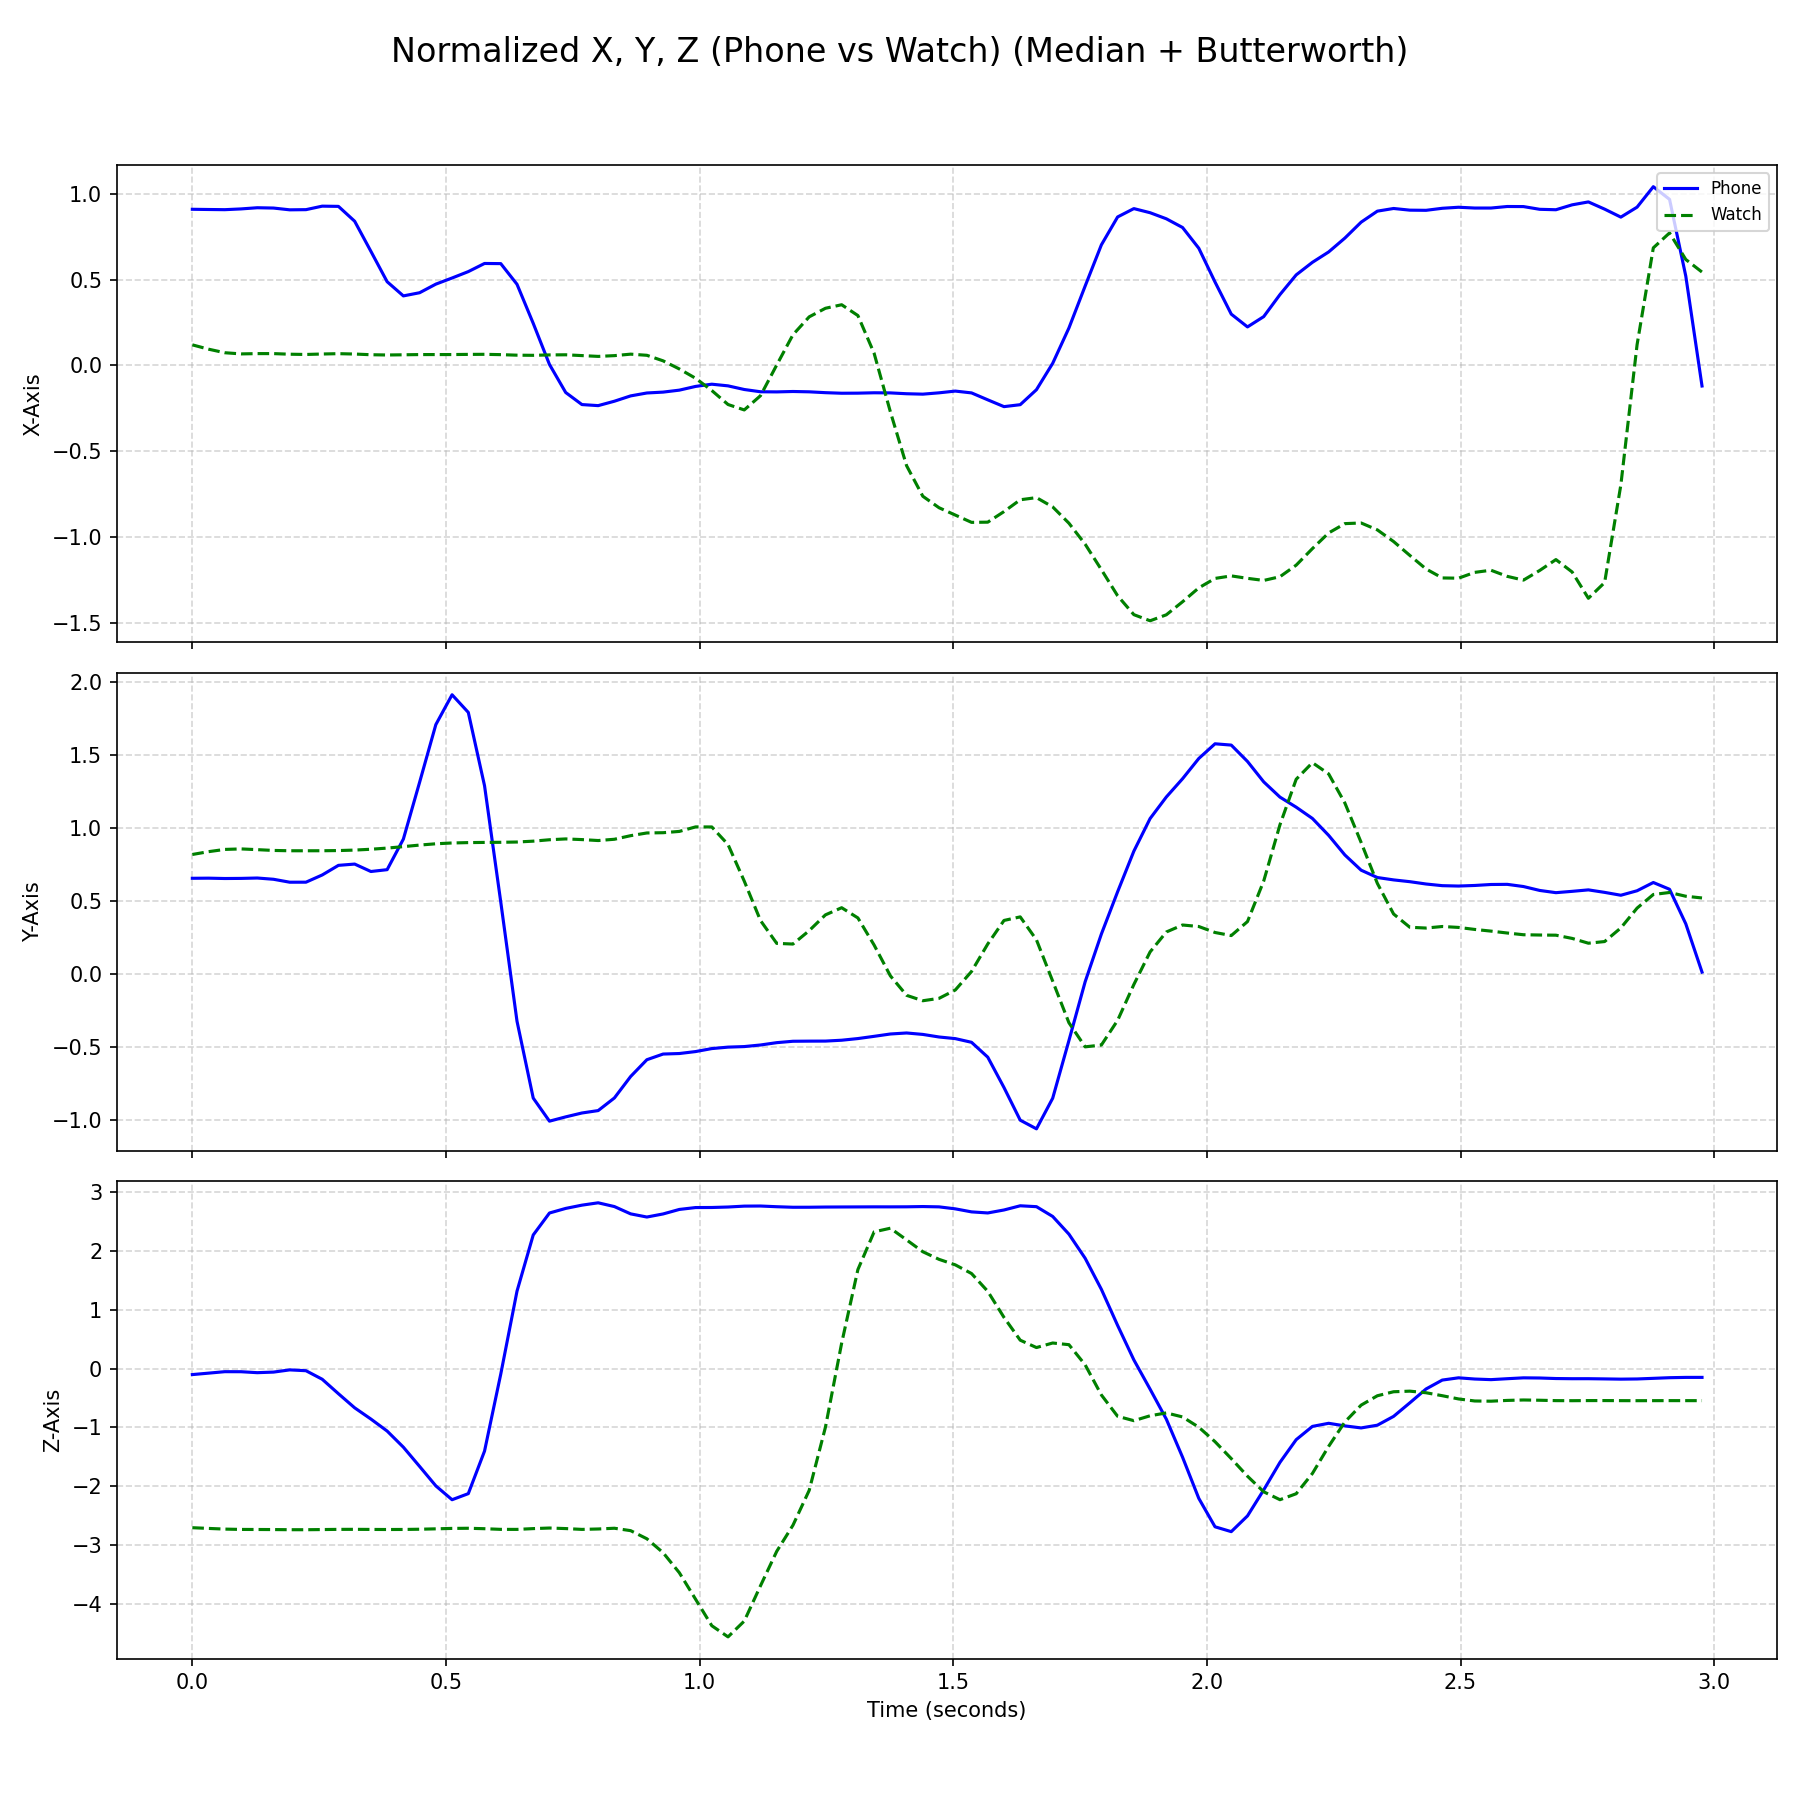 Normalized X, Y, Z (Phone vs Watch) (Median + Butterworth)
Phone
Watch
1.0
0.5
0.0
−0.5
−1.0
−1.5
X-Axis
2.0
1.5
1.0
0.5
0.0
−0.5
−1.0
Y-Axis
3
2
1
0
−1
−2
−3
−4
Z-Axis
0.0 0.5 1.0 1.5 2.0 2.5 3.0
Time (seconds)